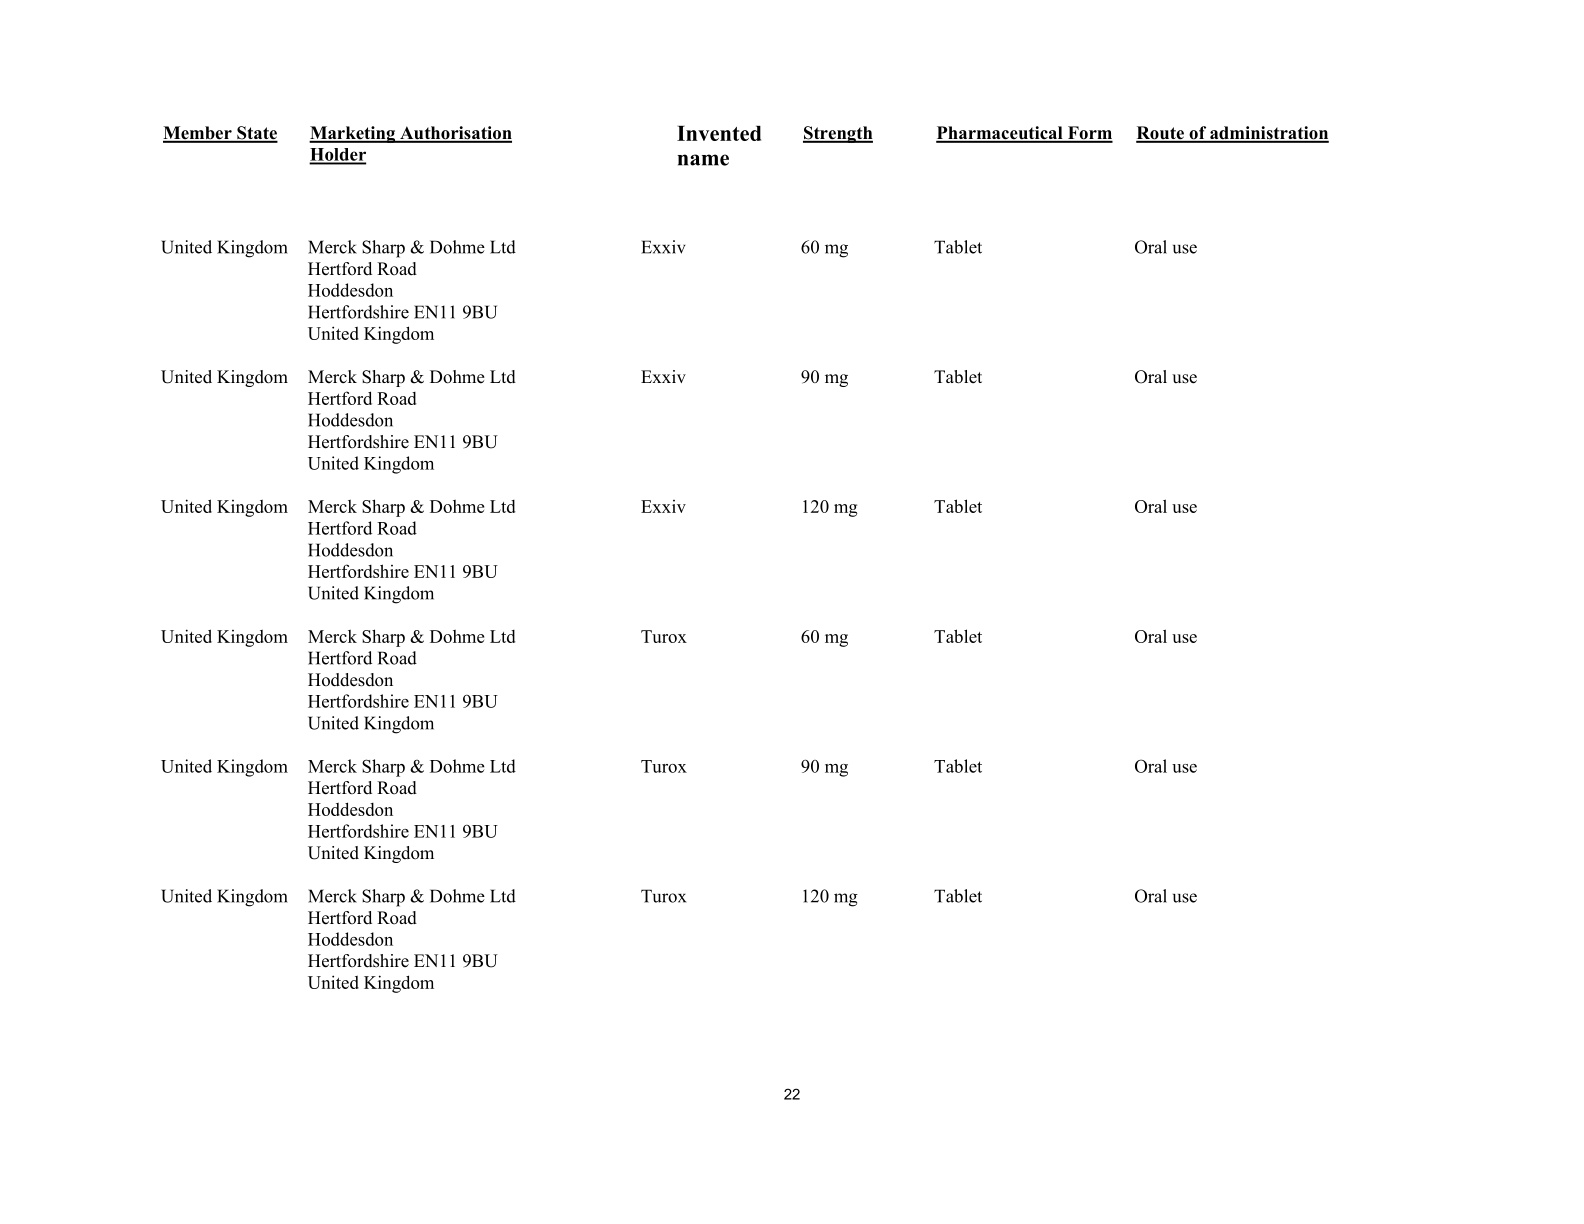 Member State Marketing Authorisation Holder Invented name Strength Pharmaceutical Form Route of administration
United Kingdom Merck Sharp & Dohme Ltd Exxiv 60 mg Tablet Oral use
Hertford Road
Hoddesdon
Hertfordshire EN11 9BU
United Kingdom
United Kingdom Merck Sharp & Dohme Ltd Exxiv 90 mg Tablet Oral use
Hertford Road
Hoddesdon
Hertfordshire EN11 9BU
United Kingdom
United Kingdom Merck Sharp & Dohme Ltd Exxiv 120 mg Tablet Oral use
Hertford Road
Hoddesdon
Hertfordshire EN11 9BU
United Kingdom
United Kingdom Merck Sharp & Dohme Ltd Turox 60 mg Tablet Oral use
Hertford Road
Hoddesdon
Hertfordshire EN11 9BU
United Kingdom
United Kingdom Merck Sharp & Dohme Ltd Turox 90 mg Tablet Oral use
Hertford Road
Hoddesdon
Hertfordshire EN11 9BU
United Kingdom
United Kingdom Merck Sharp & Dohme Ltd Turox 120 mg Tablet Oral use
Hertford Road
Hoddesdon
Hertfordshire EN11 9BU
United Kingdom
22